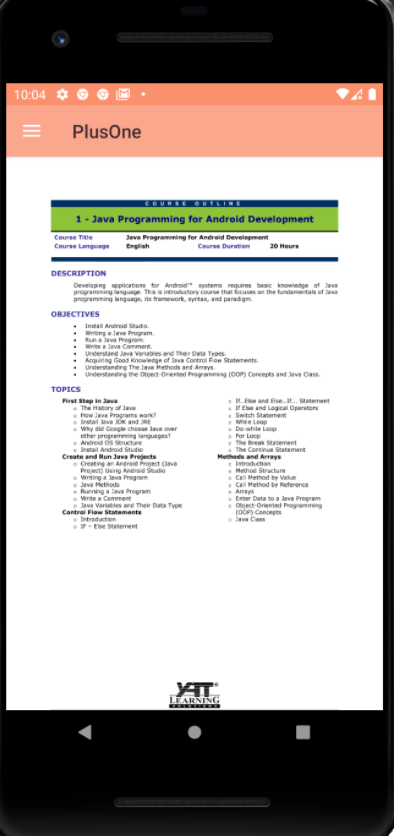 10:04
PlusOne
COURSE OUTLINE
1 - Java Programming for Android Development
Course Title Java Programming for Android Development
Course Language English Course Duration 20 Hours
DESCRIPTION
Developing applications for Android™ systems requires basic knowledge of Java
programming language. This is introductory course that focuses on the fundamentals of Java
programming language, its framework, syntax, and paradigm.
OBJECTIVES
• Install Android Studio.
• Writing a Java Program.
• Run a Java Program.
• Write a Java Comment.
• Understand Java Variables and Their Data Types.
• Acquiring Good Knowledge of Java Control Flow Statements.
• Understanding The Java Methods and Arrays.
• Understanding the Object-Oriented Programming (OOP) Concepts and Java Class.
TOPICS
First Step in Java
o The History of Java
o How Java Programs work?
o Install Java JDK and JRE
o Why did Google choose Java over
other programming languages?
o Android OS Structure
o Install Android Studio
Create and Run Java Projects
o Creating an Android Project (Java
Project) Using Android Studio
o Writing a Java Program
o Java Methods
o Running a Java Program
o Write a Comment
o Java Variables and Their Data Type
Control Flow Statements
o Introduction
o IF – Else Statement
o If...Else and Else..If... Statement
o If Else and Logical Operators
o Switch Statement
o While Loop
o Do-while Loop
o For Loop
o The Break Statement
o The Continue Statement
Methods and Arrays
o Introduction
o Method Structure
o Call Method by Value
o Call Method by Reference
o Arrays
o Enter Data to a Java Program
o Object-Oriented Programming
(OOP) Concepts
o Java Class
LEARNING
SOLUTIONS